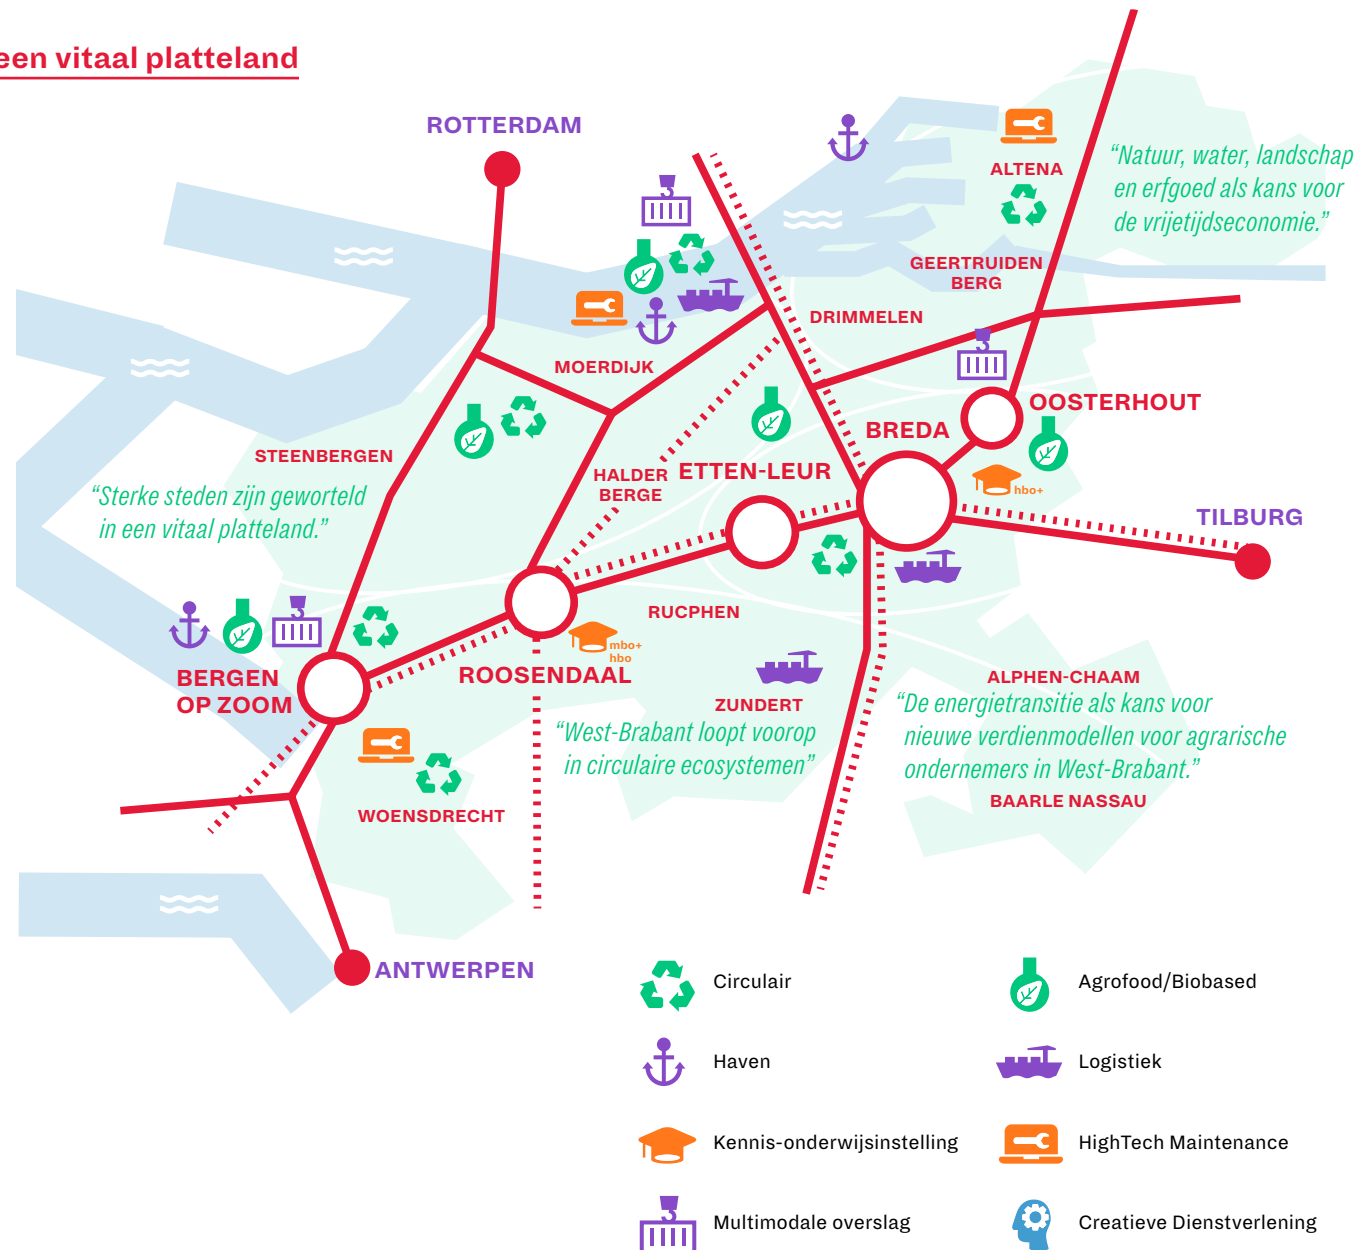 een vitaal platteland
ROTTERDAM
ALTENA
“Natuur, water, landschap
en erfgoed als kans voor
de vrijetijdseconomie.”
GEERTRUIDEN
BERG
DRIMMELEN
MOERDIJK
OOSTERHOUT
BREDA
STEENBERGEN
HALDER
BERGE
ETTEN-LEUR
“Sterke steden zijn geworteld
in een vitaal platteland.”
hbo+
TILBURG
RUCPHEN
mbo+
hbo
BERGEN
OP ZOOM
ROOSENDAAL
ZUNDERT
ALPHEN-CHAAM
“De energietransitie als kans voor
nieuwe verdienmodellen voor agrarische
ondernemers in West-Brabant.”
“West-Brabant loopt voorop
in circulaire ecosystemen”
BAARLE NASSAU
WOENSDRECHT
ANTWERPEN
Circulair
Agrofood/Biobased
Haven
Logistiek
Kennis-onderwijsinstelling
HighTech Maintenance
Multimodale overslag
Creatieve Dienstverlening